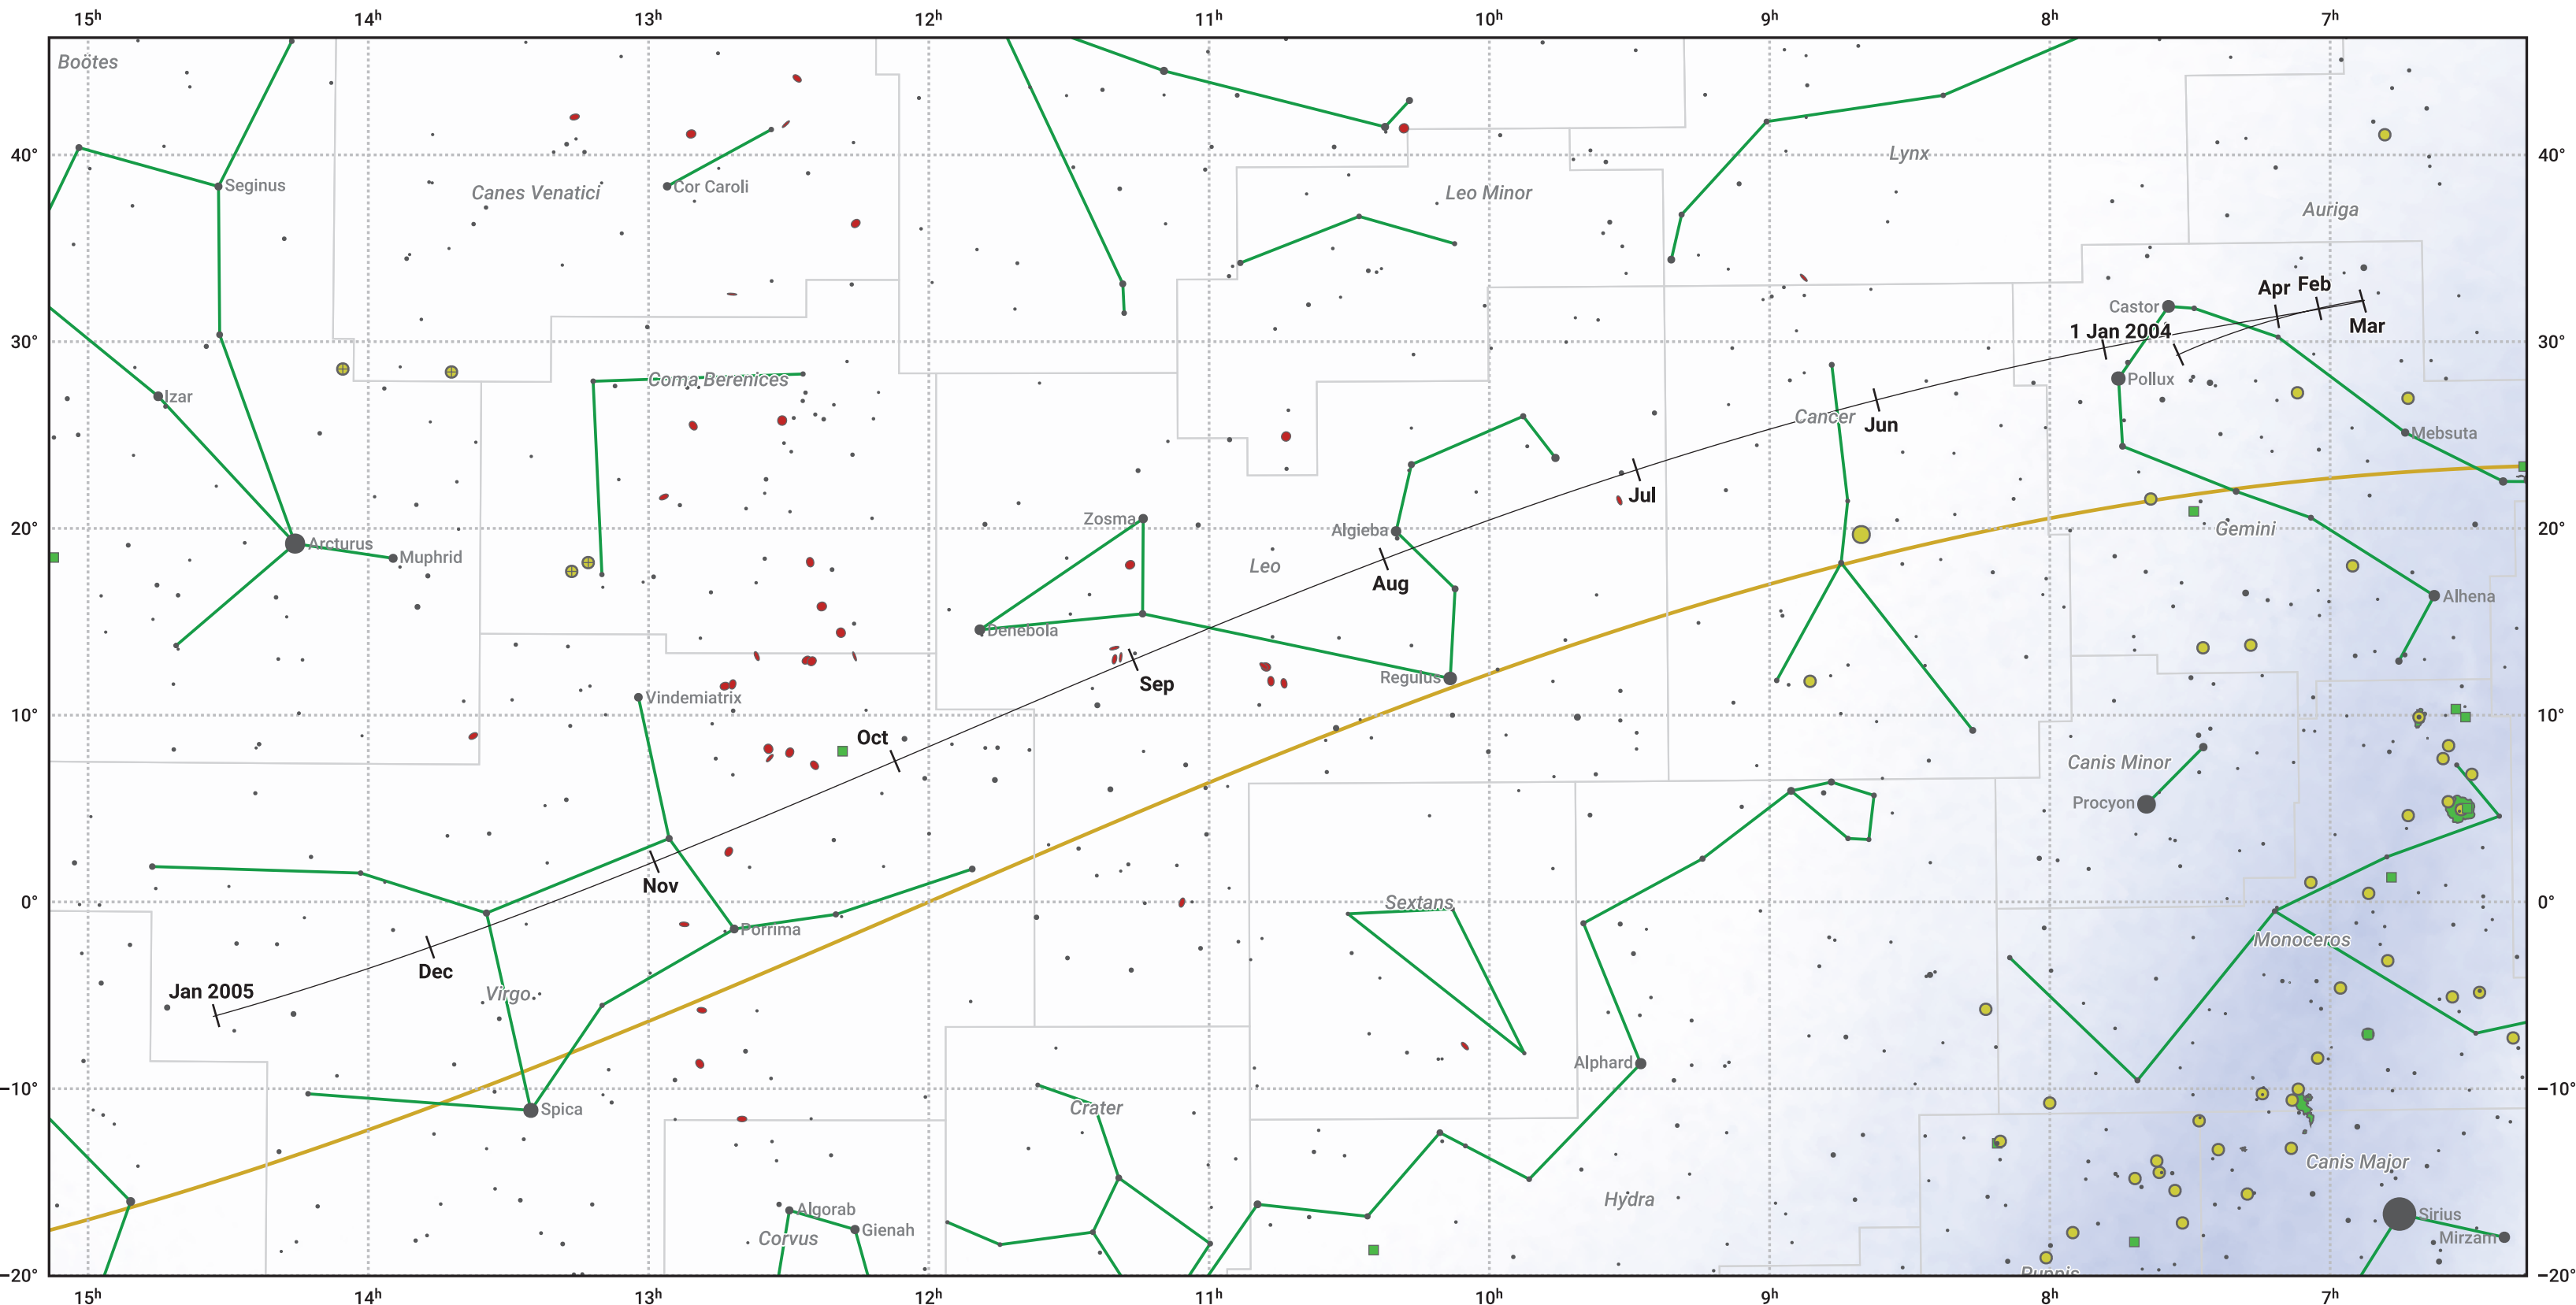 15h 14h 13h 12h 11h 10h 9h 8h 7h
Boötes
40° Lynx 40°
Seginus Canes Venatici Cor Caroli Leo Minor
Auriga
Apr Feb
Castor
1 Jan 2004 Mar
30° 30°
Coma Berenices Pollux
Izar Cancer
Jun
Mebsuta
Jul
Zosma
20° Algieba 20°
Gemini
Arcturus
Muphrid Leo
Aug Alhena
Denebola
Regulus
Sep
Vindemiatrix
10° 10°
Oct
Canis Minor
Procyon
Nov
0° Sextans 0°
Porrima
Monoceros
Dec
Jan 2005 Virgo
Alphard
−10° −10°
Spica Crater
Canis Major
Hydra
Algorab Sirius
Gienah
Corvus Mirzam
Puppis
−20° −20°
15h 14h 13h 12h 11h 10h 9h 8h 7h